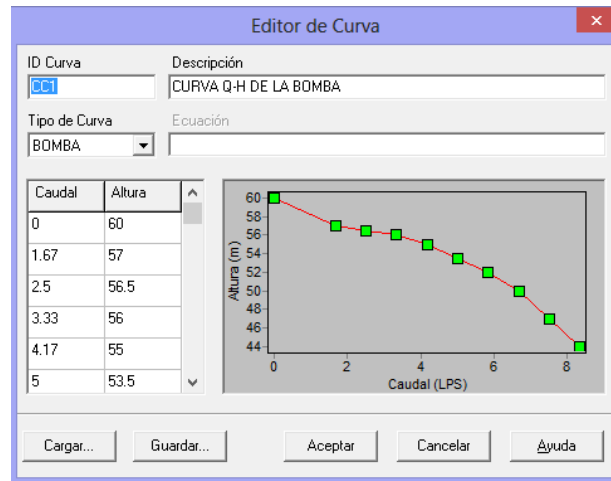 Editor de Curva
ID Curva Descripción
CC1 CURVA Q-H DE LA BOMBA
Tipo de Curva Ecuación
BOMBA
Caudal Altura
0 60
1.67 57
2.5 56.5
3.33 56
4.17 55
5 53.5
60
58
56
54
52
50
48
46
44
Altura (m)
0 2 4 6 8
Caudal (LPS)
Cargar... Guardar... Aceptar Cancelar Ayuda